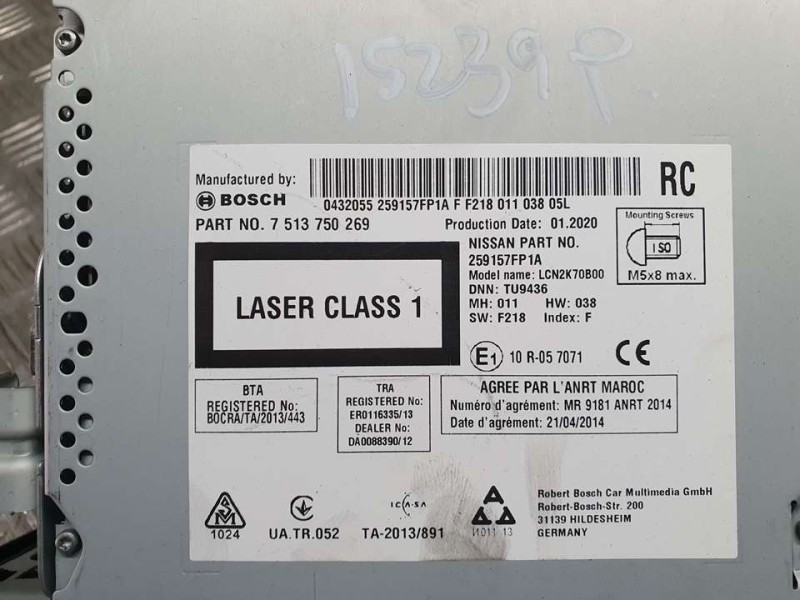 15239P
Manufactured by:
BOSCH
0432055 259157FP1A F F218 011 038 05L
RC
PART NO. 7 513 750 269
Production Date: 01.2020
NISSAN PART NO.
259157FP1A
Model name: LCN2K70B00
DNN: TU9436
MH: 011 HW: 038
SW: F218 Index: F
Mounting Screws
ISO
M5x8 max.
LASER CLASS 1
E1 10 R-05 7071
CE
BTA
REGISTERED No:
BOCRA/TA/2013/443
TRA
REGISTERED No:
ER0116335/13
DEALER No:
DA0088390/12
AGREE PAR L'ANRT MAROC
Numéro d'agrément: MR 9181 ANRT 2014
Date d'agrément: 21/04/2014
1024
UA.TR.052
ICASA
TA-2013/891
И011 13
Robert Bosch Car Multimedia GmbH
Robert-Bosch-Str. 200
31139 HILDESHEIM
GERMANY